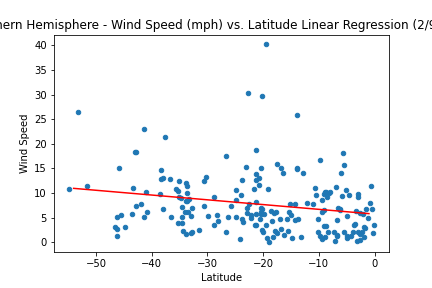 ern Hemisphere - Wind Speed (mph) vs. Latitude Linear Regression (2/9
40
35
30
25
20
15
10
5
0
Wind Speed
−50 −40 −30 −20 −10 0
Latitude